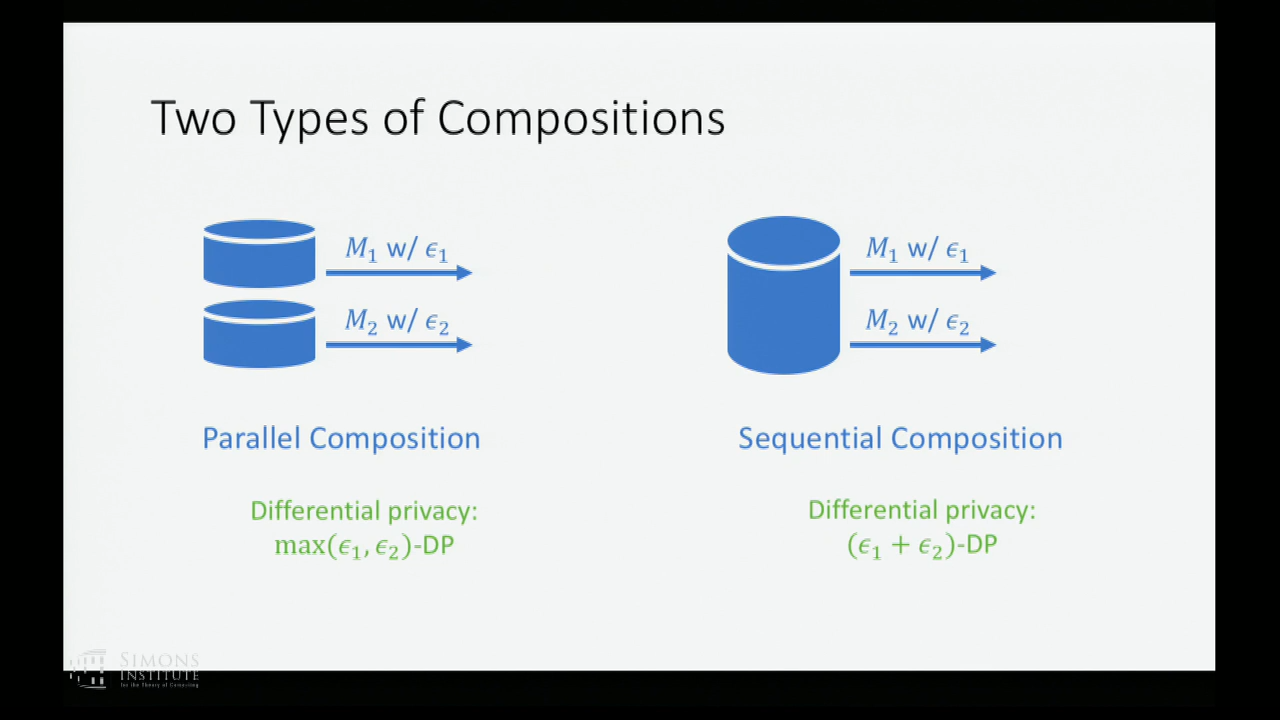 Two Types of Compositions
M₁ w/ ϵ₁
M₂ w/ ϵ₂
Parallel Composition
Differential privacy:
max(ϵ₁, ϵ₂)-DP
M₁ w/ ϵ₁
M₂ w/ ϵ₂
Sequential Composition
Differential privacy:
(ϵ₁ + ϵ₂)-DP
SIMONS
INSTITUTE
for the Theory of Computing